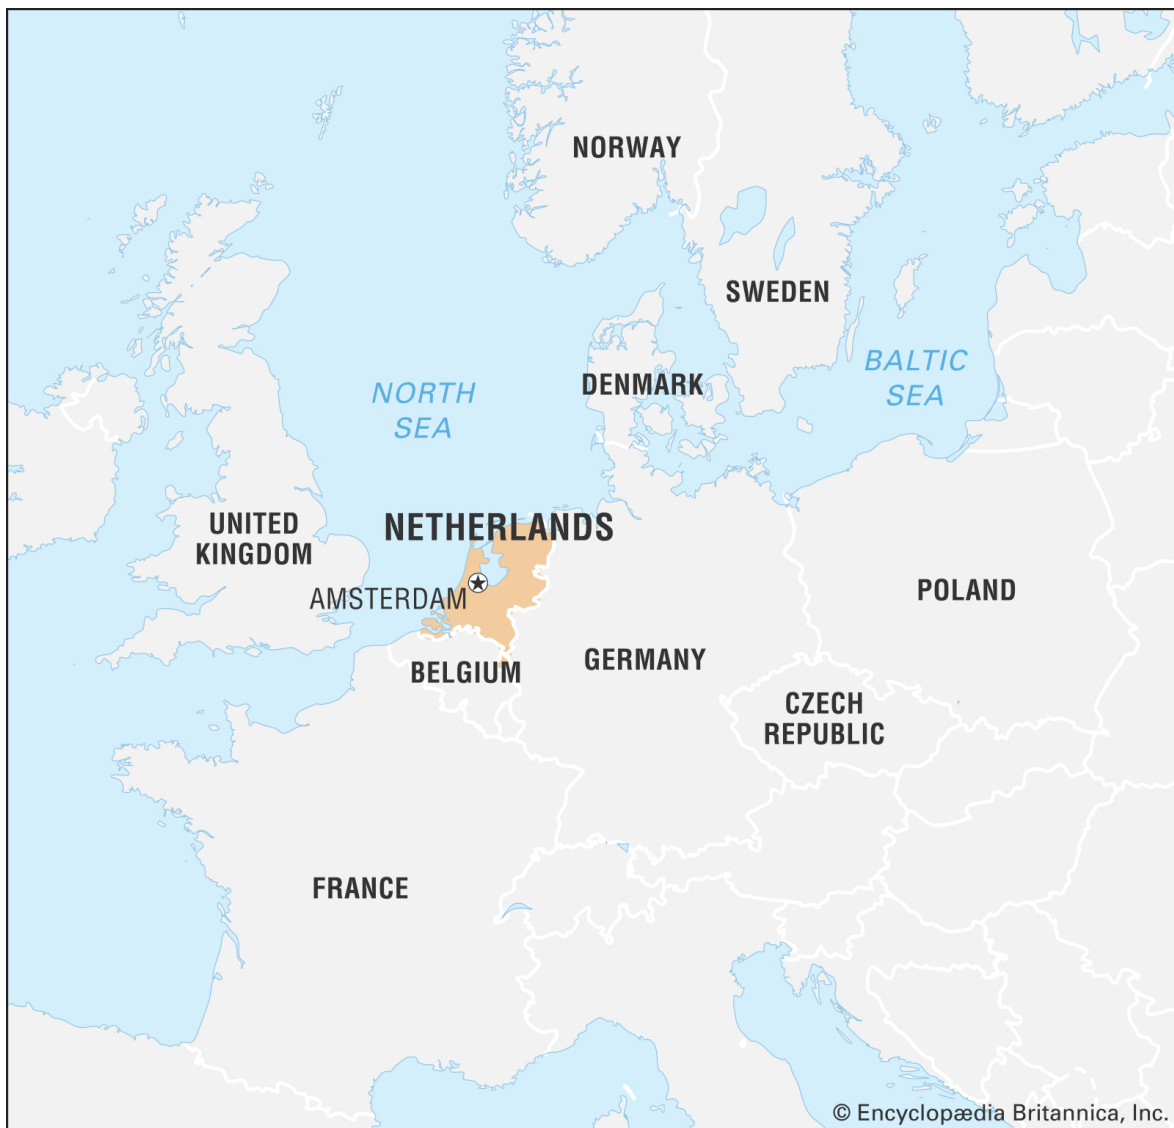 NORWAY
SWEDEN
NORTH
SEA
DENMARK
BALTIC
SEA
UNITED
KINGDOM
NETHERLANDS
AMSTERDAM
POLAND
BELGIUM
GERMANY
CZECH
REPUBLIC
FRANCE
© Encyclopædia Britannica, Inc.